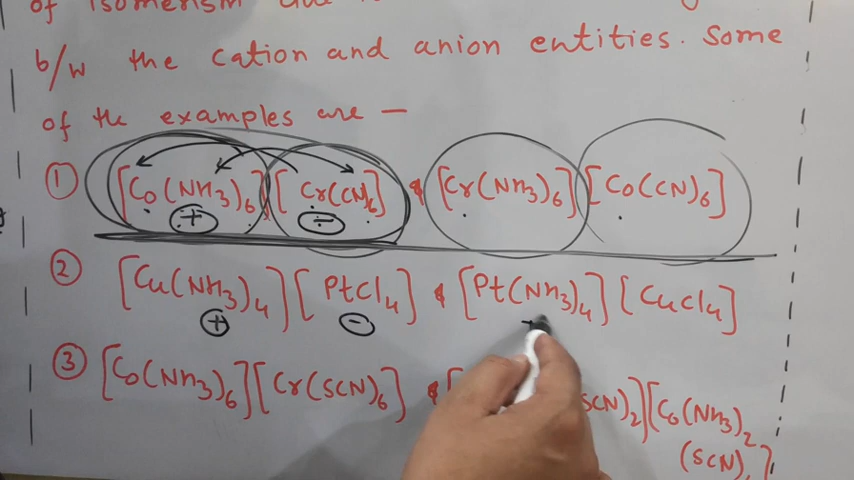 of isomerism
b/w the cation and anion entities. Some
of the examples are —
① [Co(NH3)6] [Cr(CN)6] & [Cr(NH3)6] [Co(CN)6]
+ −
② [Cu(NH3)4] [PtCl4] & [Pt(NH3)4] [CuCl4]
+ −
③ [Co(NH3)6] [Cr(SCN)6] & [ SCN)2] [Co(NH3)2
(SCN)